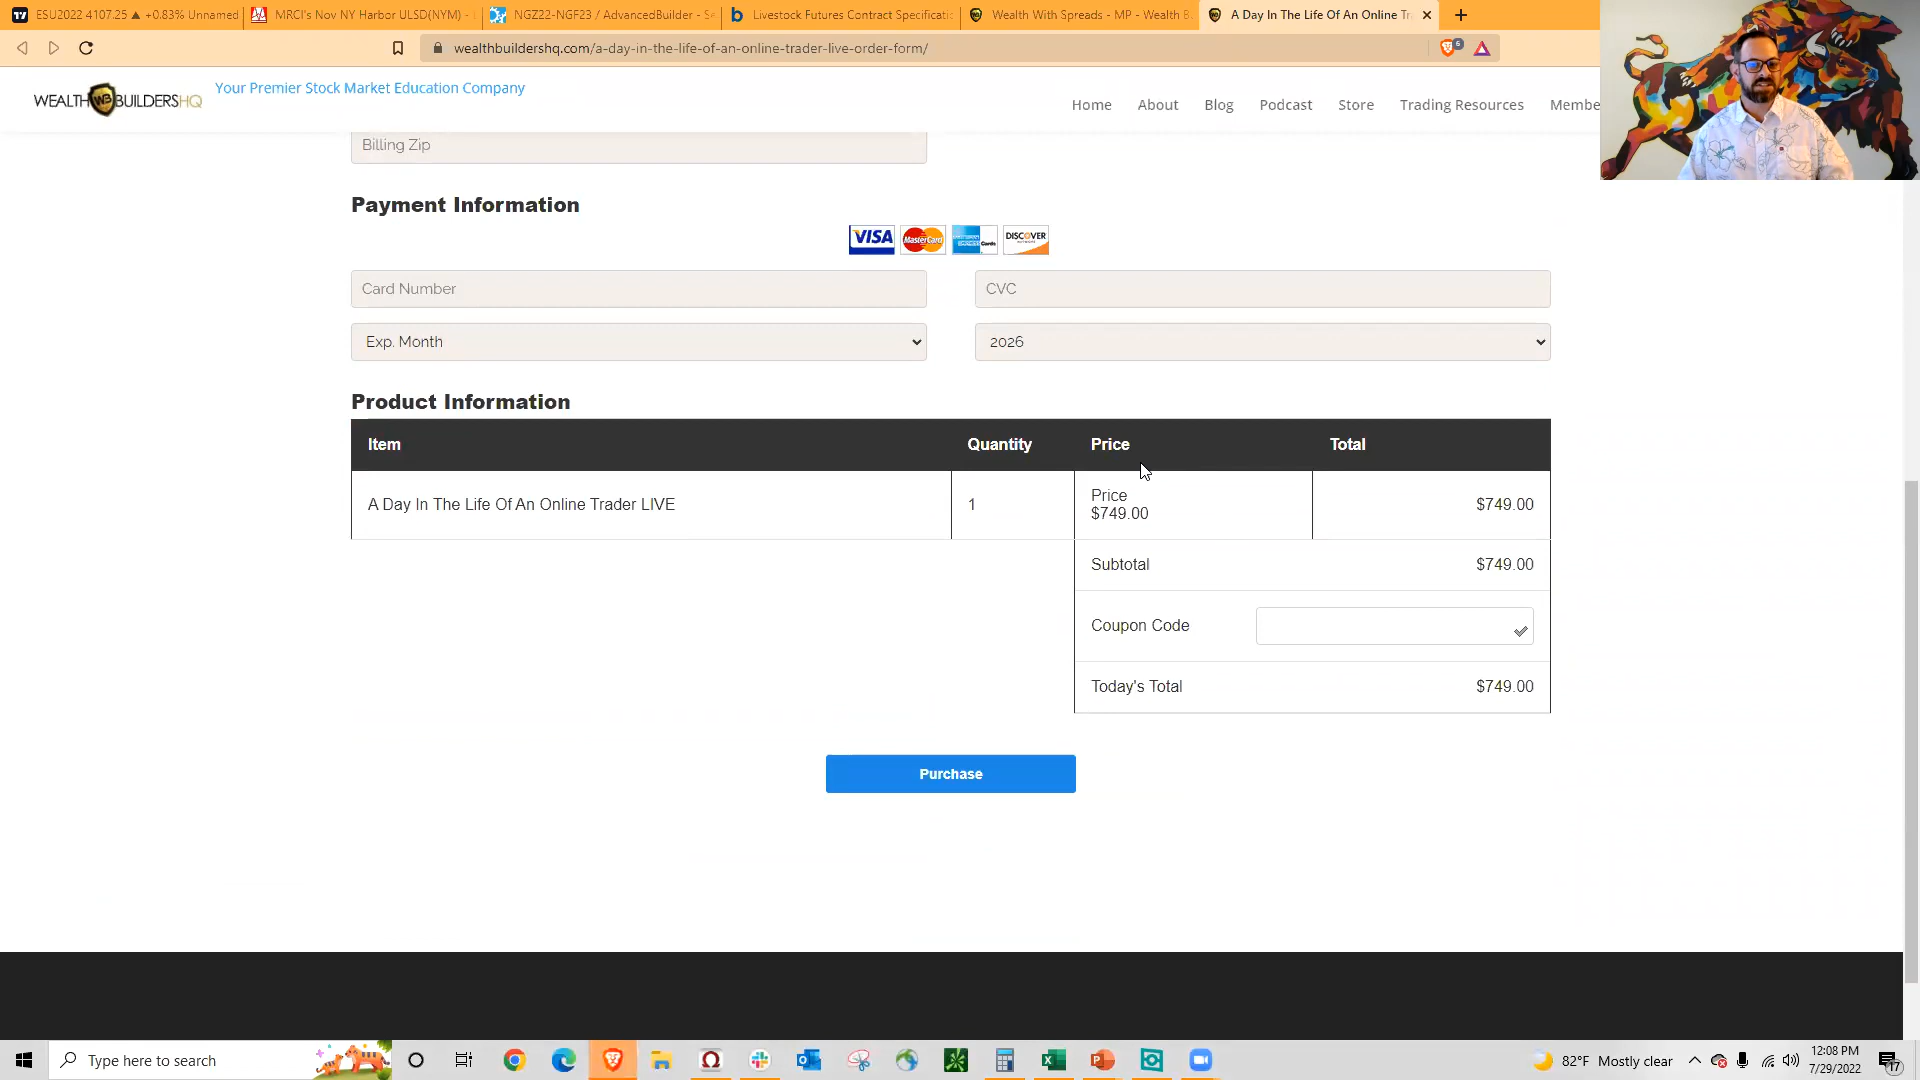 ESU2022 4107.25 ▲ +0.83% Unnamed
MRCI's Nov NY Harbor ULSD(NYM) -
NGZ22-NGF23 / AdvancedBuilder - Se
Livestock Futures Contract Specificati
Wealth With Spreads - MP - Wealth B
A Day In The Life Of An Online Tr
wealthbuildershq.com/a-day-in-the-life-of-an-online-trader-live-order-form/
6
WEALTH WB BUILDERSHQ
Your Premier Stock Market Education Company
Home About Blog Podcast Store Trading Resources Membe
Billing Zip
Payment Information
VISA MasterCard DISCOVER
Card Number CVC
Exp. Month 2026
Product Information
Item Quantity Price Total
A Day In The Life Of An Online Trader LIVE 1 Price $749.00
$749.00
Subtotal $749.00
Coupon Code
Today's Total $749.00
Purchase
Type here to search
82°F Mostly clear
12:08 PM
7/29/2022
17